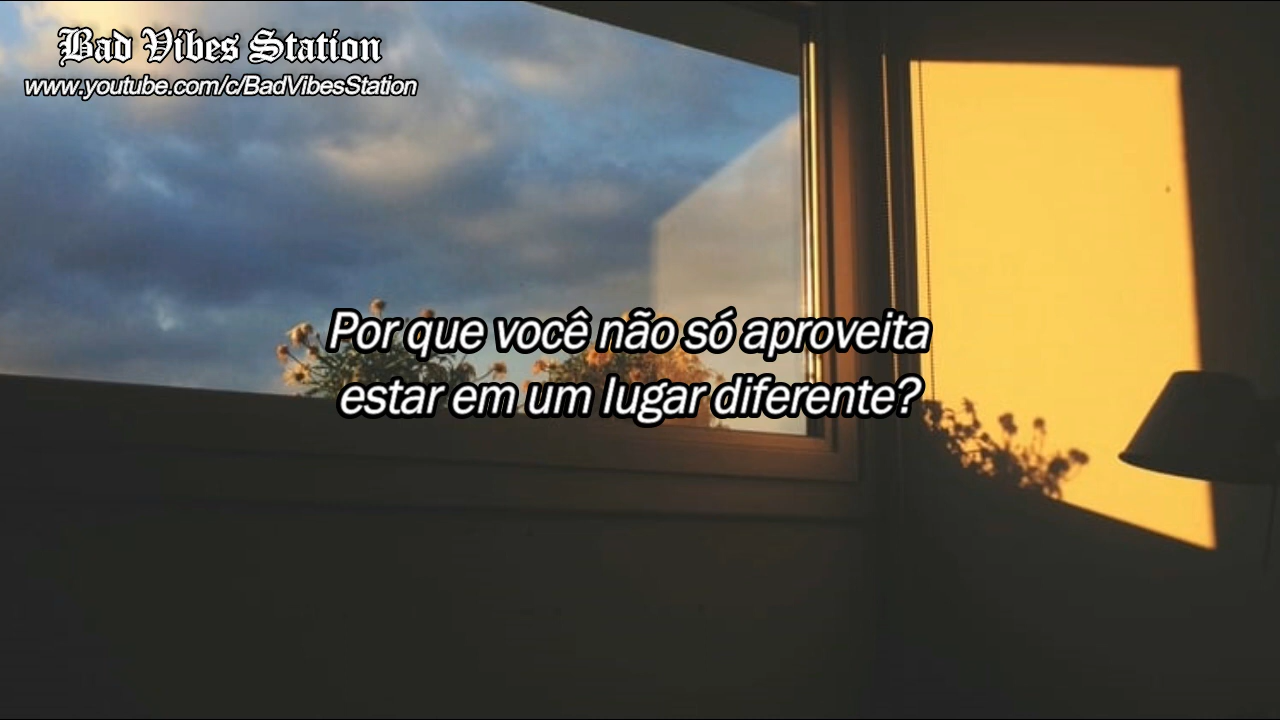 Bad Vibes Station
www.youtube.com/c/BadVibesStation
Por que você não só aproveita
estar em um lugar diferente?